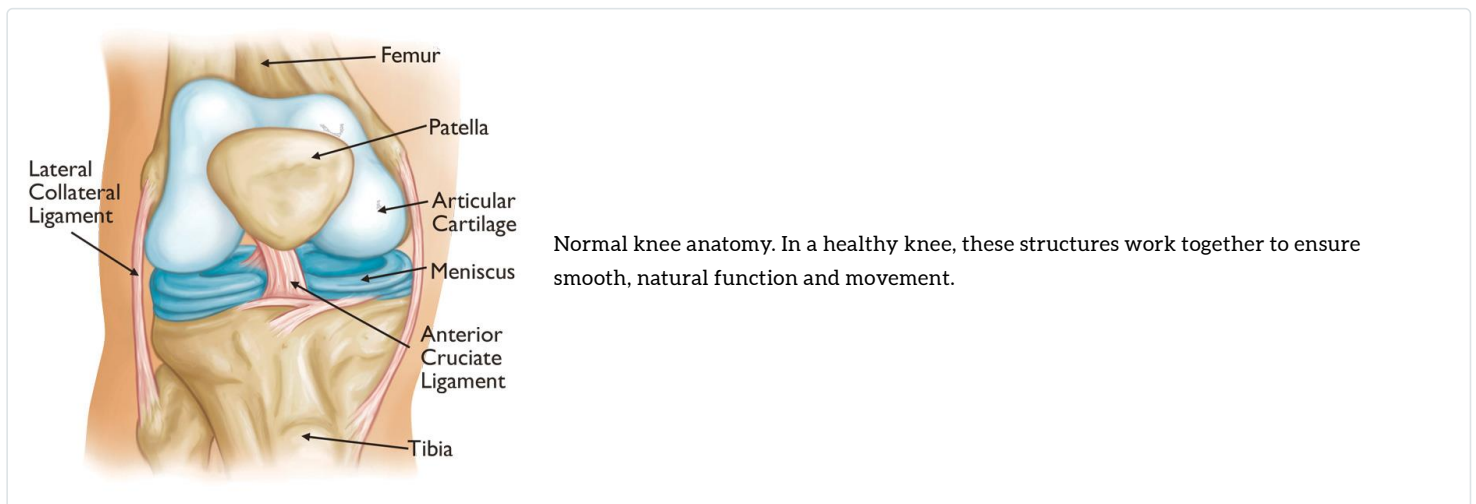 Femur
Patella
Lateral
Collateral
Ligament
Articular
Cartilage
Meniscus
Anterior
Cruciate
Ligament
Tibia
Normal knee anatomy. In a healthy knee, these structures work together to ensure
smooth, natural function and movement.